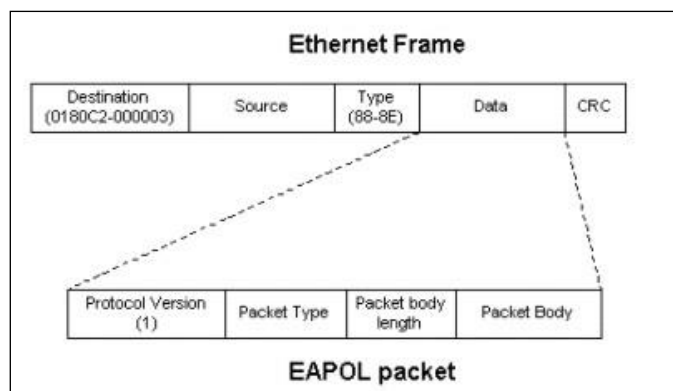 Ethernet Frame
Destination
(0180C2-000003)
Source
Type
(88-8E)
Data
CRC
Protocol Version
(1)
Packet Type
Packet body
length
Packet Body
EAPOL packet